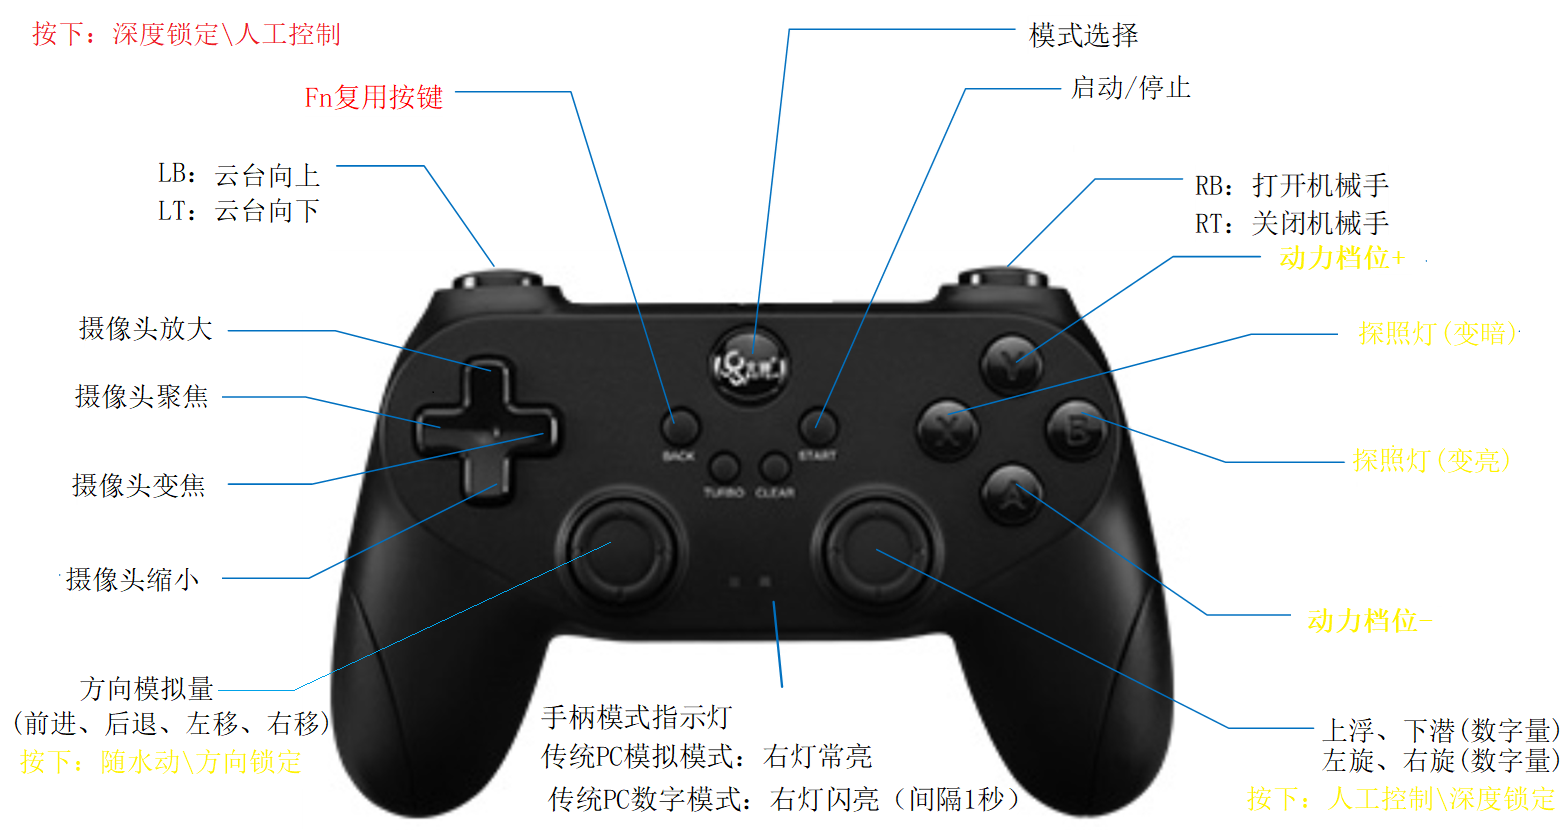 按下：深度锁定\人工控制
模式选择
Fn复用按键
启动/停止
LB：云台向上
LT：云台向下
RB：打开机械手
RT：关闭机械手
动力档位+
摄像头放大
探照灯(变暗)
摄像头聚焦
X
Y
B
A
BACK
START
TURBO
CLEAR
探照灯(变亮)
摄像头变焦
摄像头缩小
动力档位-
方向模拟量
(前进、后退、左移、右移)
按下：随水动\方向锁定
手柄模式指示灯
传统PC模拟模式：右灯常亮
传统PC数字模式：右灯闪亮（间隔1秒）
上浮、下潜(数字量)
左旋、右旋(数字量)
按下：人工控制\深度锁定